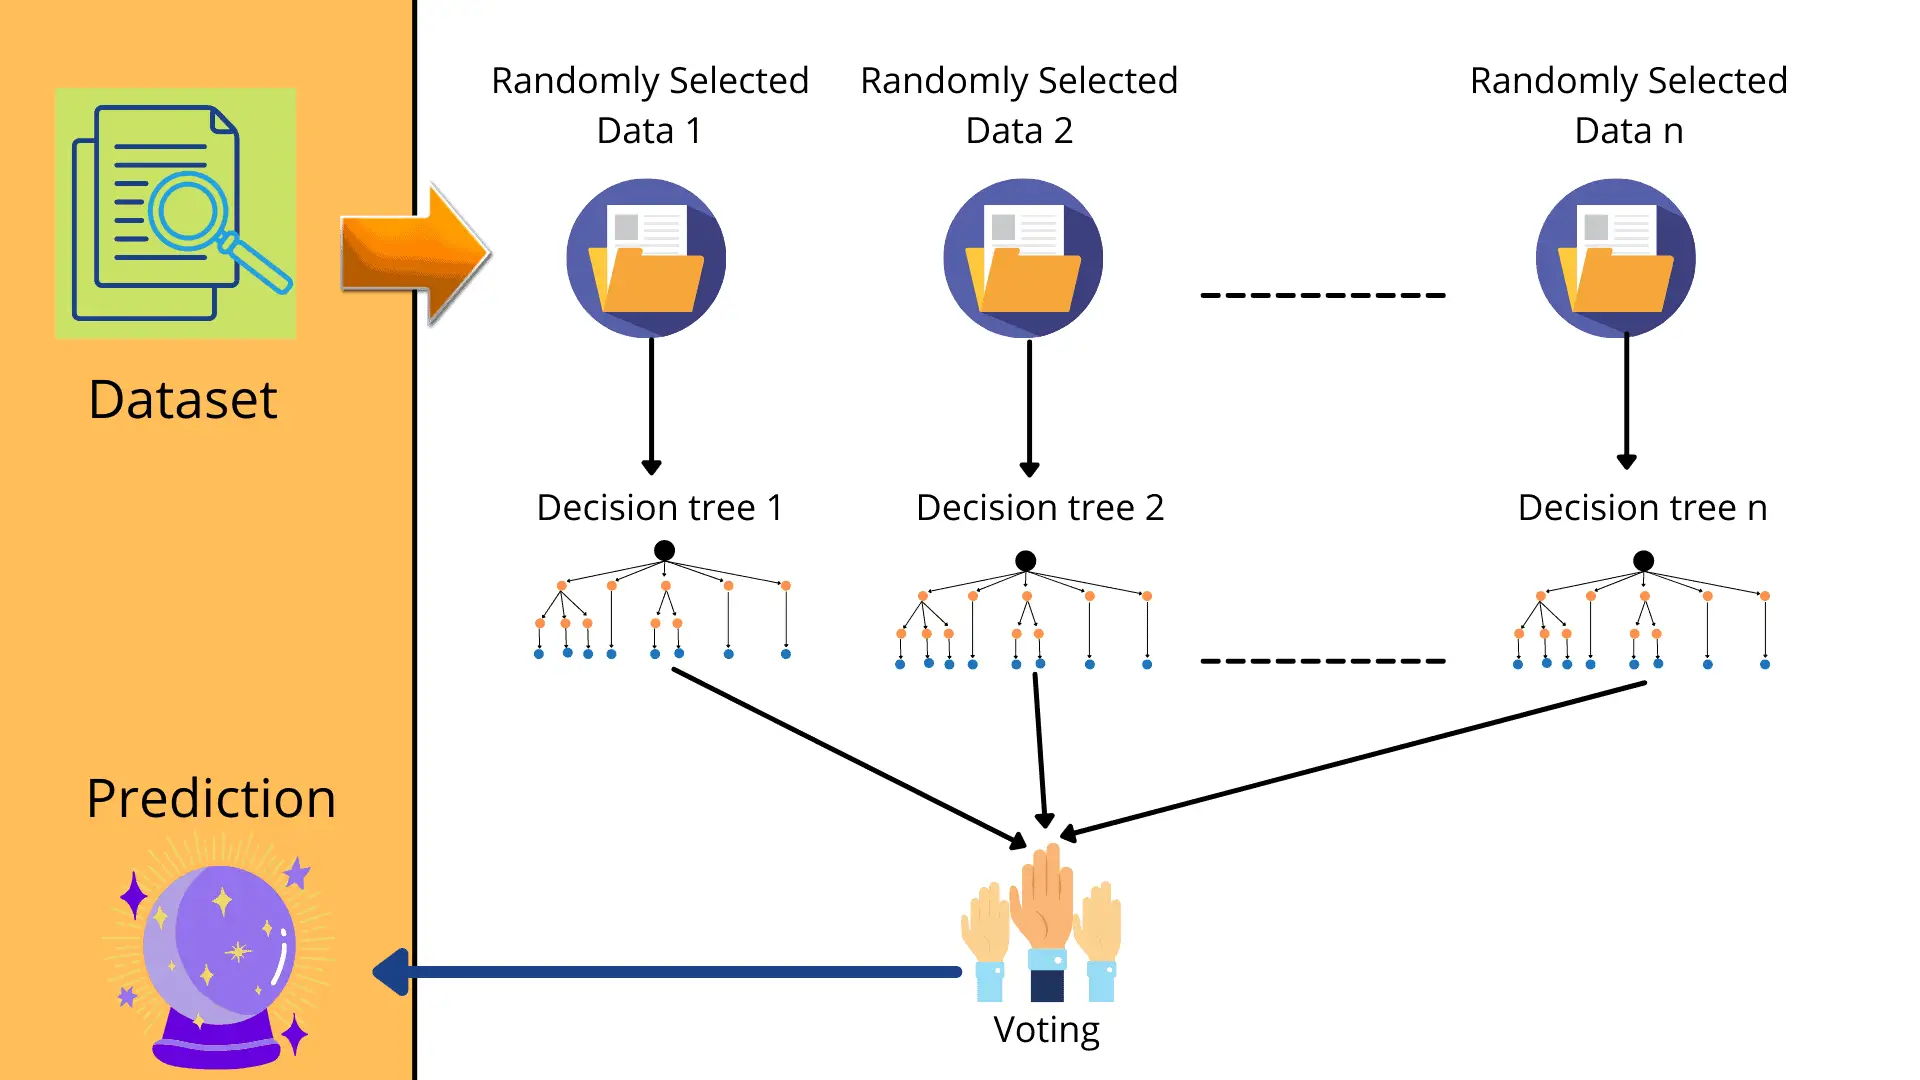 Randomly Selected
Data 1
Randomly Selected
Data 2
Randomly Selected
Data n
Dataset
Decision tree 1
Decision tree 2
Decision tree n
Prediction
Voting